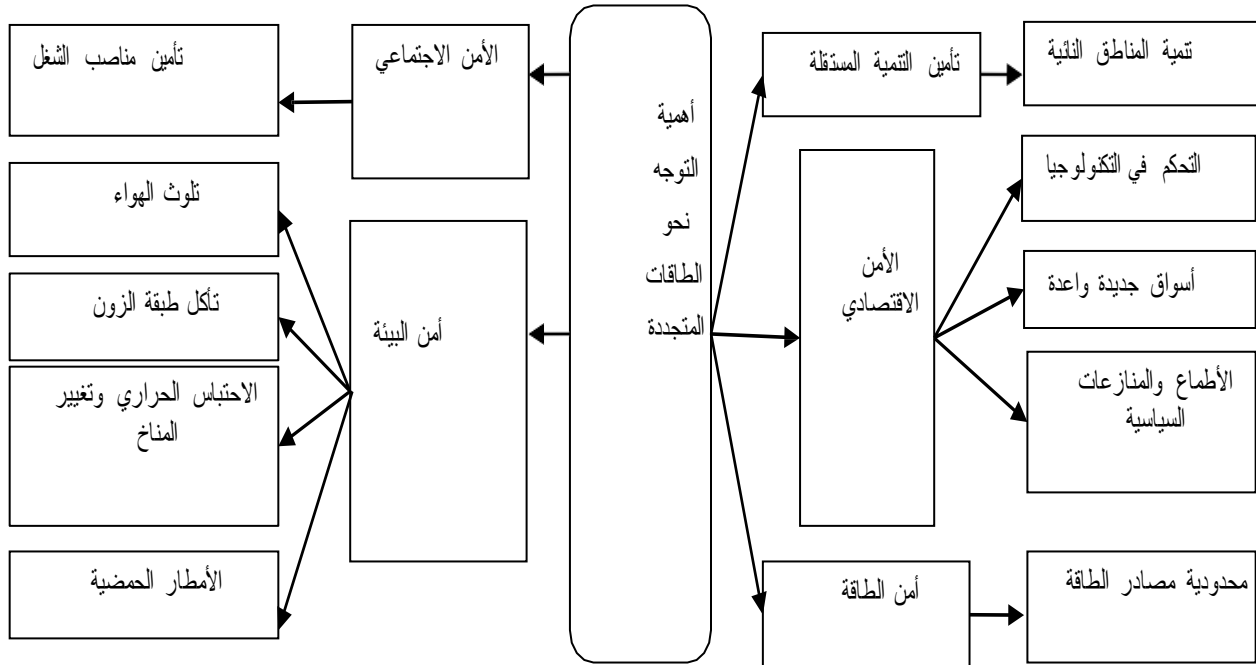 تنمية المناطق النائية
تأمين التنمية المستقلة
الأمن الاجتماعي
تأمين مناصب الشغل
أهمية
التوجه
نحو
الطاقات
المتجددة
التحكم في التكنولوجيا
أسواق جديدة واعدة
الأطماع والمنازعات
السياسية
الأمن
الاقتصادي
أمن البيئة
تلوث الهواء
تأكل طبقة الزون
الاحتباس الحراري وتغيير
المناخ
الأمطار الحمضية
محدودية مصادر الطاقة
أمن الطاقة